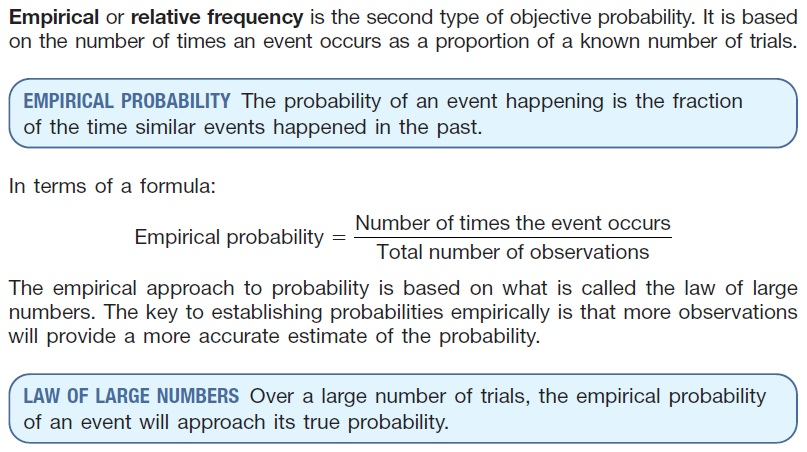 Empirical or relative frequency is the second type of objective probability. It is based
on the number of times an event occurs as a proportion of a known number of trials.
EMPIRICAL PROBABILITY The probability of an event happening is the fraction
of the time similar events happened in the past.
In terms of a formula:
Empirical probability = Number of times the event occurs
Total number of observations
The empirical approach to probability is based on what is called the law of large
numbers. The key to establishing probabilities empirically is that more observations
will provide a more accurate estimate of the probability.
LAW OF LARGE NUMBERS Over a large number of trials, the empirical probability
of an event will approach its true probability.